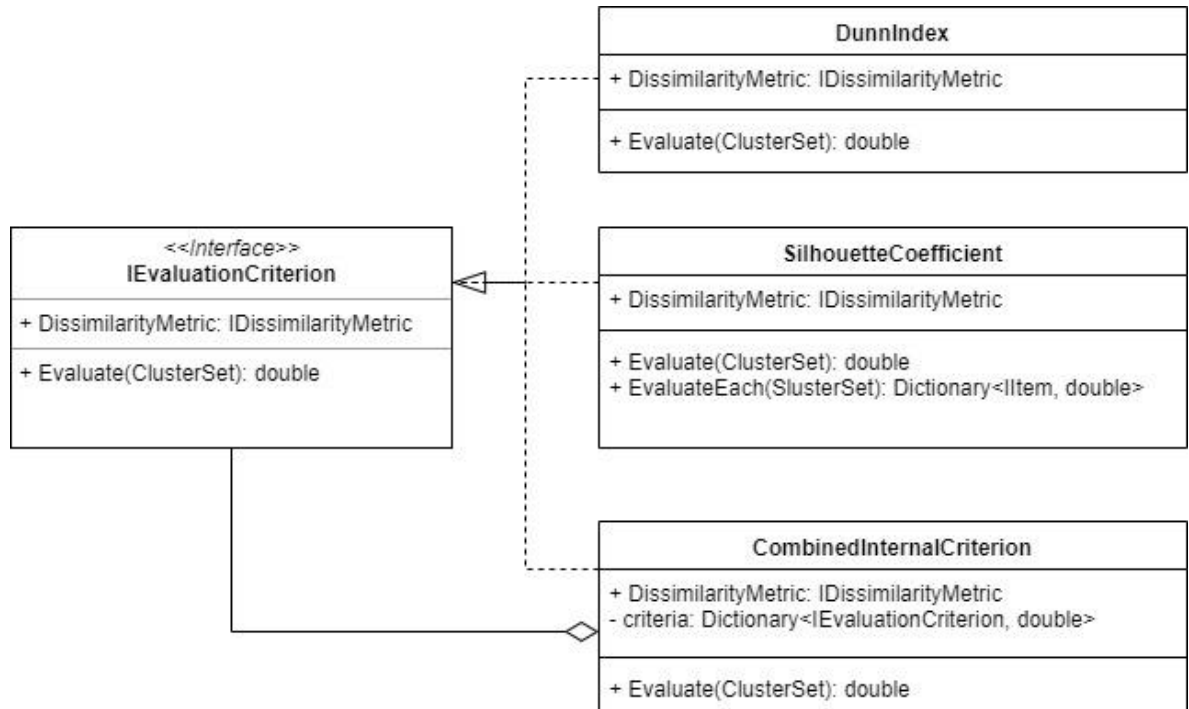 DunnIndex
+ DissimilarityMetric: IDissimilarityMetric
+ Evaluate(ClusterSet): double
<<Interface>>
IEvaluationCriterion
+ DissimilarityMetric: IDissimilarityMetric
+ Evaluate(ClusterSet): double
SilhouetteCoefficient
+ DissimilarityMetric: IDissimilarityMetric
+ Evaluate(ClusterSet): double
+ EvaluateEach(SlusterSet): Dictionary<IItem, double>
CombinedInternalCriterion
+ DissimilarityMetric: IDissimilarityMetric
- criteria: Dictionary<IEvaluationCriterion, double>
+ Evaluate(ClusterSet): double